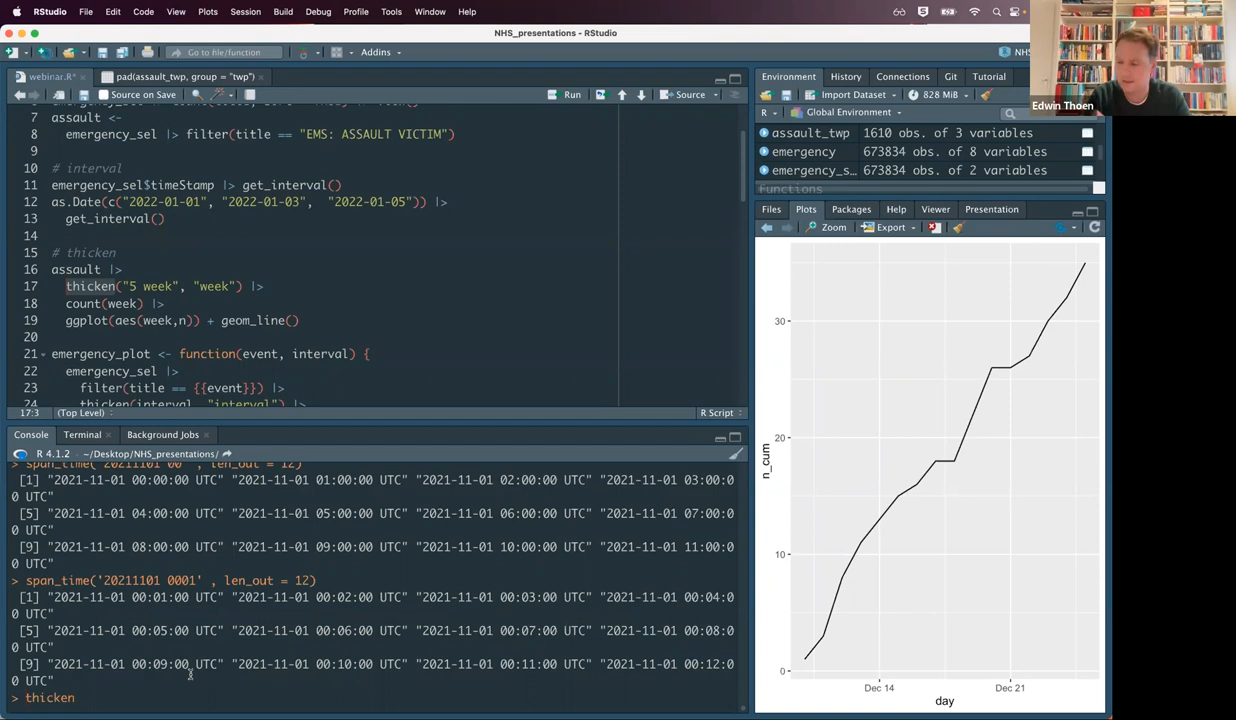 RStudio File Edit Code View Plots Session Build Debug Profile Tools Window Help
NHS_presentations - RStudio
Go to file/function Addins NHS
webinar.R* pad(assault_twp, group = "twp")
Source on Save Run Source
7 assault <-
8 emergency_sel |> filter(title == "EMS: ASSAULT VICTIM")
9
10 # interval
11 emergency_sel$timeStamp |> get_interval()
12 as.Date(c("2022-01-01", "2022-01-03", "2022-01-05")) |>
13 get_interval()
14
15 # thicken
16 assault |>
17 thicken("5 week", "week") |>
18 count(week) |>
19 ggplot(aes(week,n)) + geom_line()
20
21 emergency_plot <- function(event, interval) {
22 emergency_sel |>
23 filter(title == {{event}}) |>
24 thicken(interval, "interval") |>
17:3 (Top Level) R Script
Console Terminal Background Jobs
R 4.1.2 · ~/Desktop/NHS_presentations/
> span_time('20211101 00' , len_out = 12)
[1] "2021-11-01 00:00:00 UTC" "2021-11-01 01:00:00 UTC" "2021-11-01 02:00:00 UTC" "2021-11-01 03:00:0
0 UTC"
[5] "2021-11-01 04:00:00 UTC" "2021-11-01 05:00:00 UTC" "2021-11-01 06:00:00 UTC" "2021-11-01 07:00:0
0 UTC"
[9] "2021-11-01 08:00:00 UTC" "2021-11-01 09:00:00 UTC" "2021-11-01 10:00:00 UTC" "2021-11-01 11:00:0
0 UTC"
> span_time('20211101 0001' , len_out = 12)
[1] "2021-11-01 00:01:00 UTC" "2021-11-01 00:02:00 UTC" "2021-11-01 00:03:00 UTC" "2021-11-01 00:04:0
0 UTC"
[5] "2021-11-01 00:05:00 UTC" "2021-11-01 00:06:00 UTC" "2021-11-01 00:07:00 UTC" "2021-11-01 00:08:0
0 UTC"
[9] "2021-11-01 00:09:00 UTC" "2021-11-01 00:10:00 UTC" "2021-11-01 00:11:00 UTC" "2021-11-01 00:12:0
0 UTC"
> thicken
Environment History Connections Git Tutorial
Import Dataset 828 MiB
R Global Environment
assault_twp 1610 obs. of 3 variables
emergency 673834 obs. of 8 variables
emergency_s… 673834 obs. of 2 variables
Functions
Files Plots Packages Help Viewer Presentation
Zoom Export
30
20
10
0
n_cum
Dec 14 Dec 21
day
Edwin Thoen